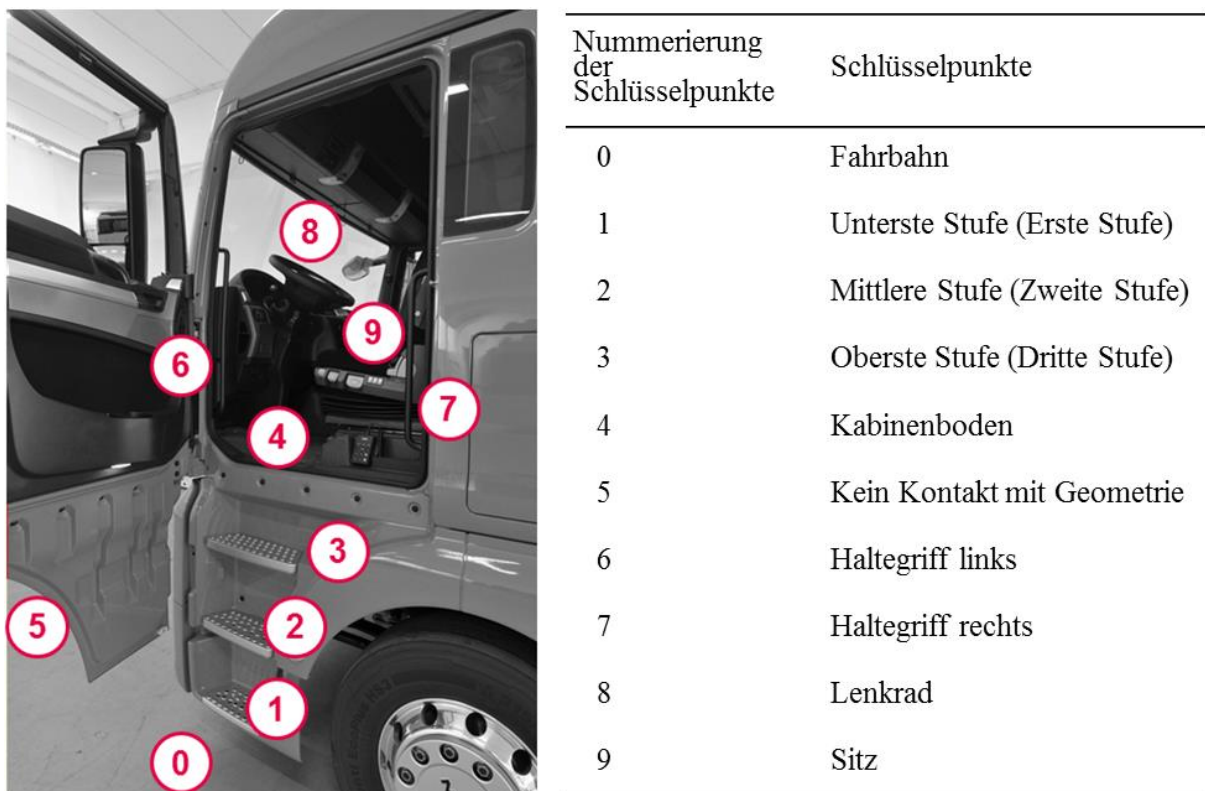 8
9
6
7
4
3
5
2
1
0
Nummerierung
der
Schlüsselpunkte
Schlüsselpunkte
0 Fahrbahn
1 Unterste Stufe (Erste Stufe)
2 Mittlere Stufe (Zweite Stufe)
3 Oberste Stufe (Dritte Stufe)
4 Kabinenboden
5 Kein Kontakt mit Geometrie
6 Haltegriff links
7 Haltegriff rechts
8 Lenkrad
9 Sitz